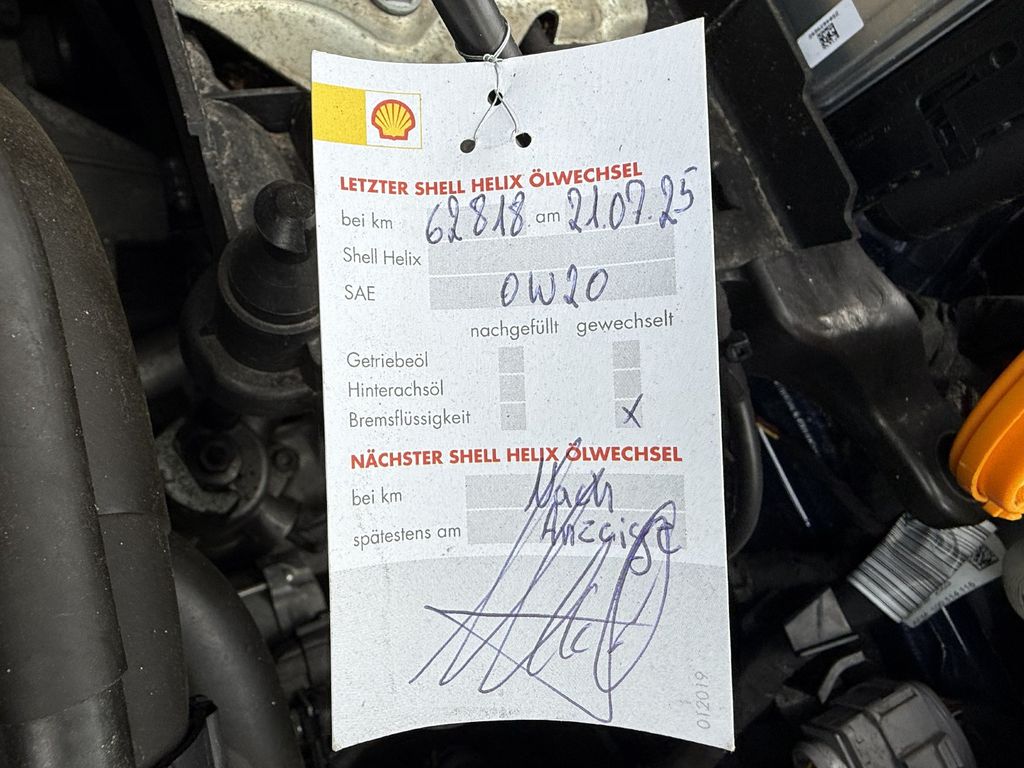 LETZTER SHELL HELIX ÖLWECHSEL
bei km 62818 am 21.07.25
Shell Helix
SAE 0W20
nachgefüllt gewechselt
Getriebeöl
Hinterachsöl
Bremsflüssigkeit X
NÄCHSTER SHELL HELIX ÖLWECHSEL
bei km Nach
spätestens am Anzeige
012019